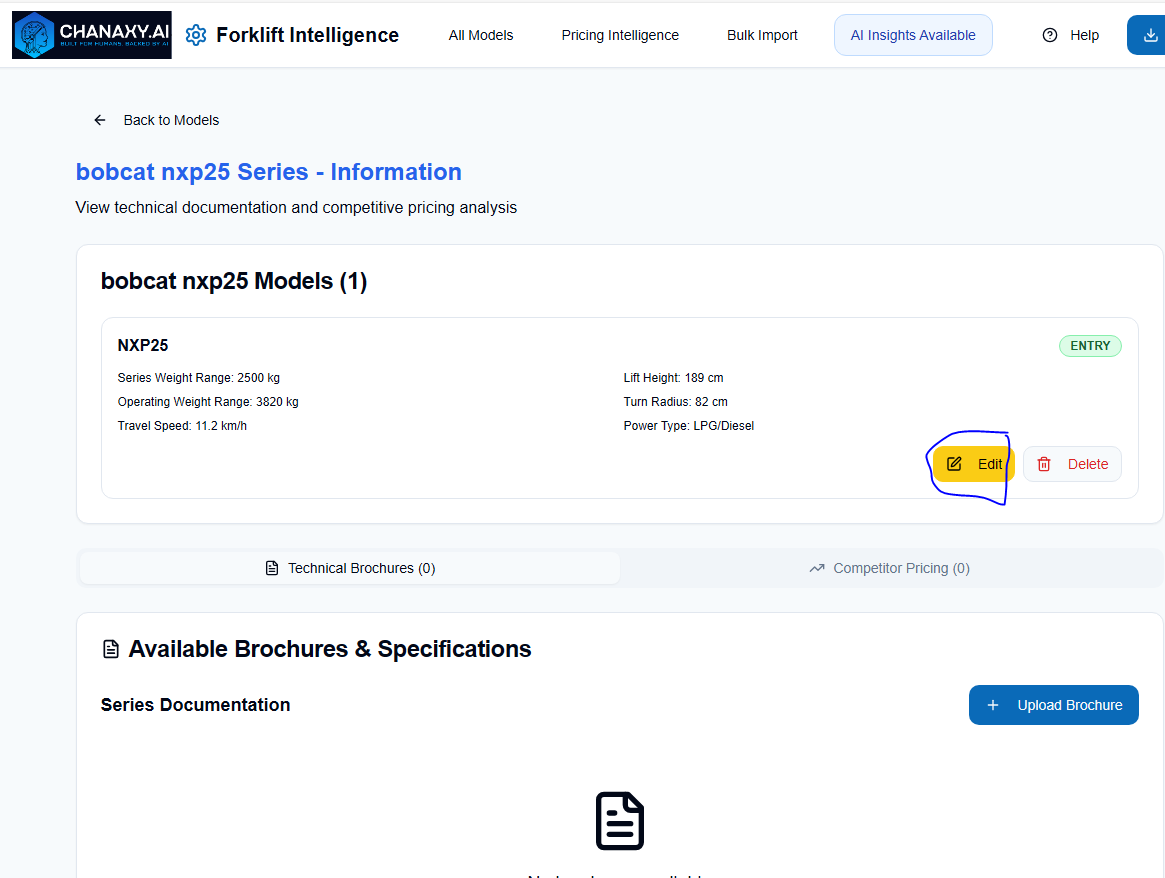 CHANAXY.AI
BUILT FOR HUMANS. BACKED BY AI
Forklift Intelligence
All Models
Pricing Intelligence
Bulk Import
AI Insights Available
Help
Back to Models
bobcat nxp25 Series - Information
View technical documentation and competitive pricing analysis
bobcat nxp25 Models (1)
NXP25
ENTRY
Series Weight Range: 2500 kg
Lift Height: 189 cm
Operating Weight Range: 3820 kg
Turn Radius: 82 cm
Travel Speed: 11.2 km/h
Power Type: LPG/Diesel
Edit
Delete
Technical Brochures (0)
Competitor Pricing (0)
Available Brochures & Specifications
Series Documentation
Upload Brochure